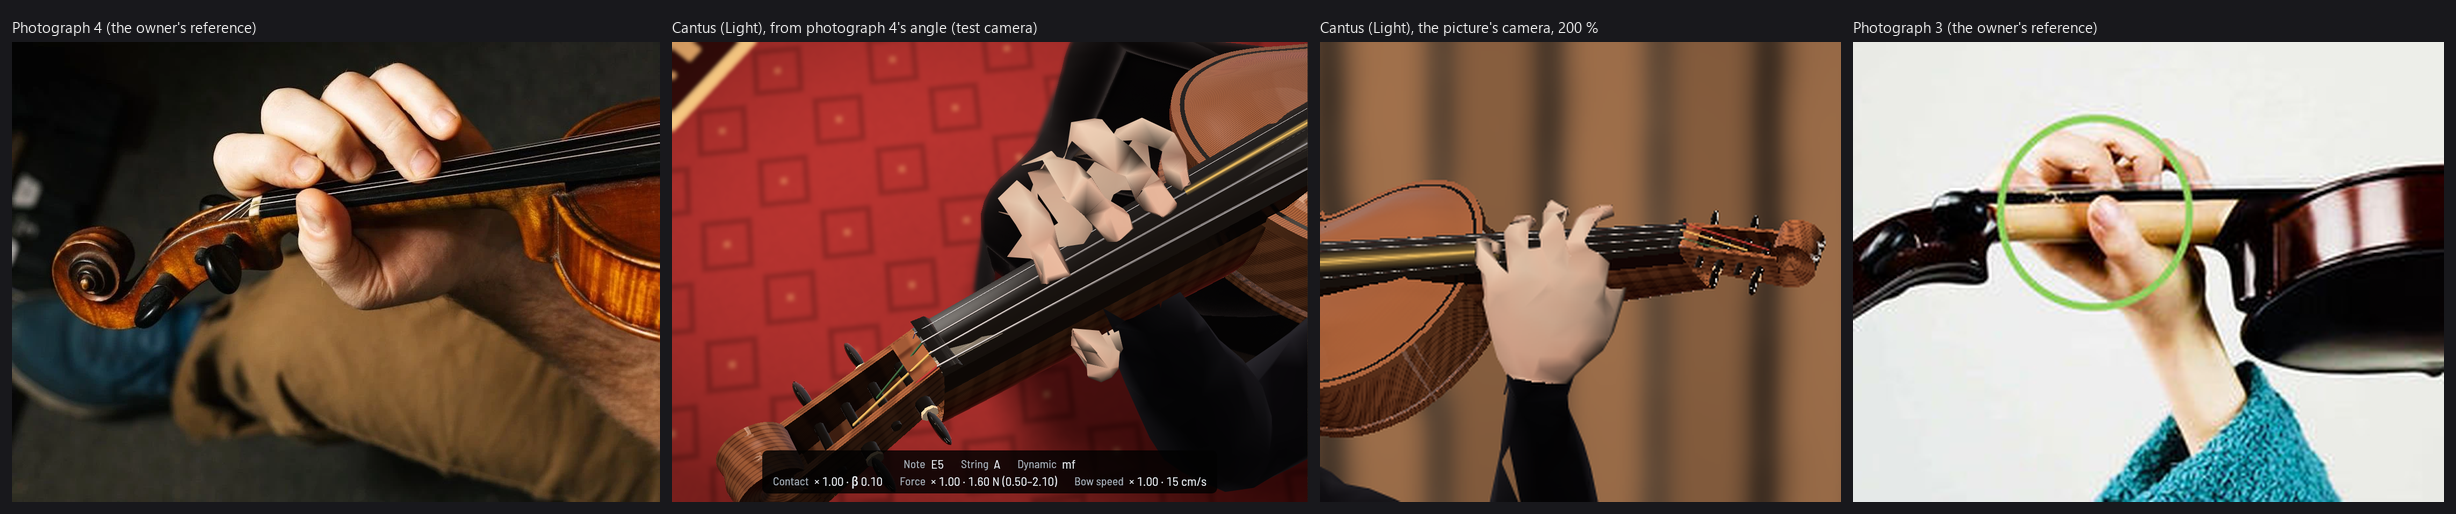 Photograph 4 (the owner's reference)
Cantus (Light), from photograph 4's angle (test camera)
Cantus (Light), the picture's camera, 200 %
Photograph 3 (the owner's reference)
Note E5 String A Dynamic mf
Contact × 1.00 · β 0.10 Force × 1.00 · 1.60 N (0.50–2.10) Bow speed × 1.00 · 15 cm/s